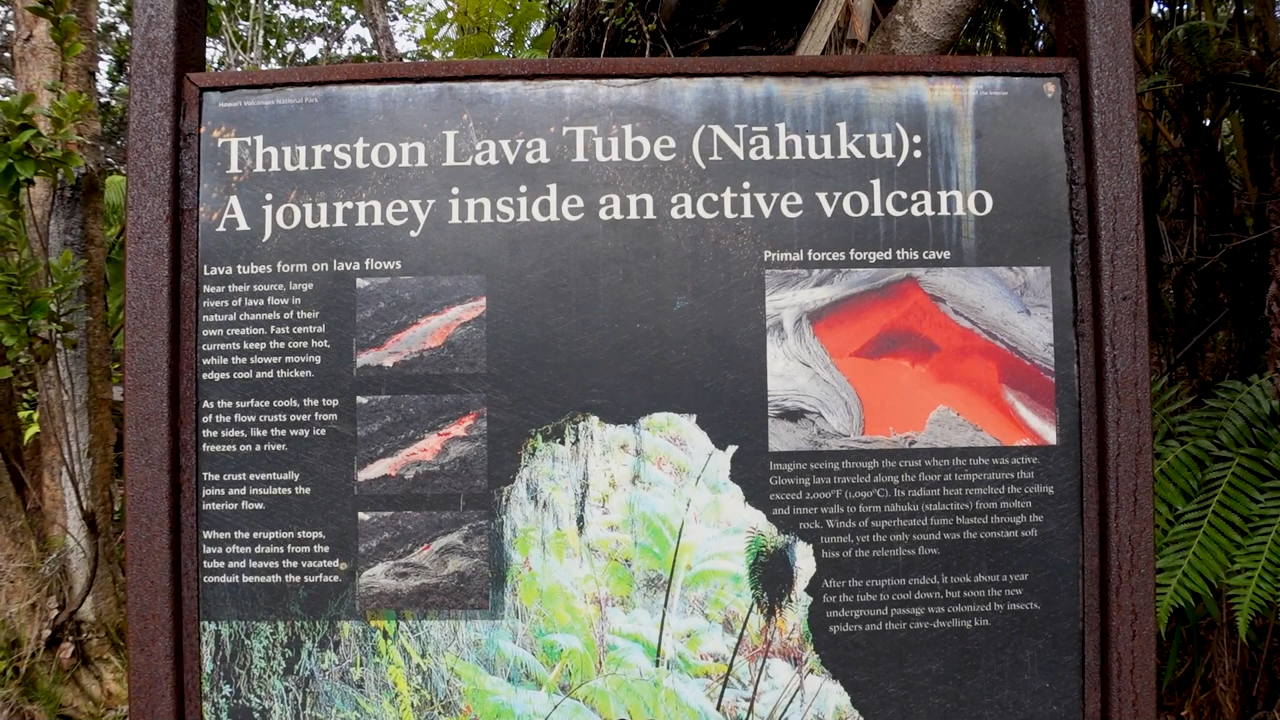 Hawai'i Volcanoes National Park
of the Interior
Thurston Lava Tube (Nāhuku):
A journey inside an active volcano
Lava tubes form on lava flows
Near their source, large
rivers of lava flow in
natural channels of their
own creation. Fast central
currents keep the core hot,
while the slower moving
edges cool and thicken.
As the surface cools, the top
of the flow crusts over from
the sides, like the way ice
freezes on a river.
The crust eventually
joins and insulates the
interior flow.
When the eruption stops,
lava often drains from the
tube and leaves the vacated
conduit beneath the surface.
Primal forces forged this cave
Imagine seeing through the crust when the tube was active.
Glowing lava traveled along the floor at temperatures that
exceed 2,000°F (1,090°C). Its radiant heat remelted the ceiling
and inner walls to form nāhuku (stalactites) from molten
rock. Winds of superheated fume blasted through the
tunnel, yet the only sound was the constant soft
hiss of the relentless flow.
After the eruption ended, it took about a year
for the tube to cool down, but soon the new
underground passage was colonized by insects,
spiders and their cave-dwelling kin.